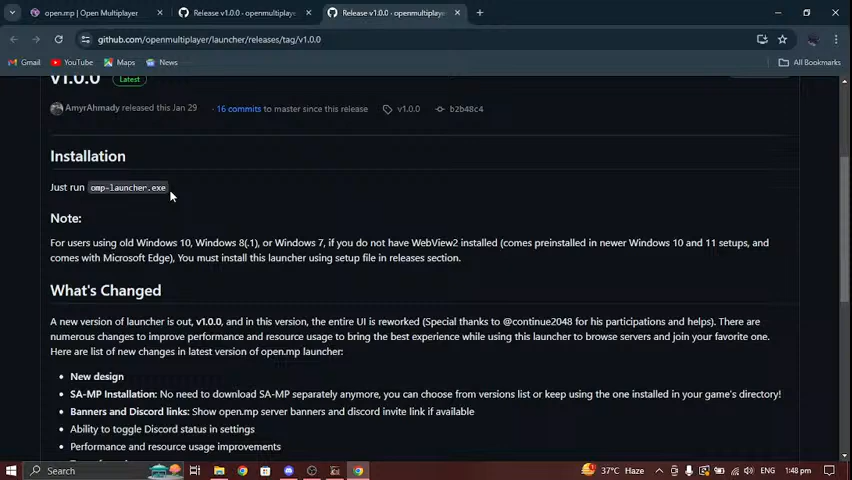 open.mp | Open Multiplayer
Release v1.0.0 · openmultiplaye
Release v1.0.0 · openmultiplaye
github.com/openmultiplayer/launcher/releases/tag/v1.0.0
Gmail YouTube Maps News All Bookmarks
v1.0.0 Latest
AmyrAhmady released this Jan 29 · 16 commits to master since this release v1.0.0 b2b48c4
Installation
Just run omp-launcher.exe
Note:
For users using old Windows 10, Windows 8(.1), or Windows 7, if you do not have WebView2 installed (comes preinstalled in newer Windows 10 and 11 setups, and
comes with Microsoft Edge), You must install this launcher using setup file in releases section.
What's Changed
A new version of launcher is out, v1.0.0, and in this version, the entire UI is reworked (Special thanks to @continue2048 for his participations and helps). There are
numerous changes to improve performance and resource usage to bring the best experience while using this launcher to browse servers and join your favorite one.
Here are list of new changes in latest version of open.mp launcher:
• New design
• SA-MP Installation: No need to download SA-MP separately anymore, you can choose from versions list or keep using the one installed in your game's directory!
• Banners and Discord links: Show open.mp server banners and discord invite link if available
• Ability to toggle Discord status in settings
• Performance and resource usage improvements
Search 37°C Haze ENG 1:48 pm